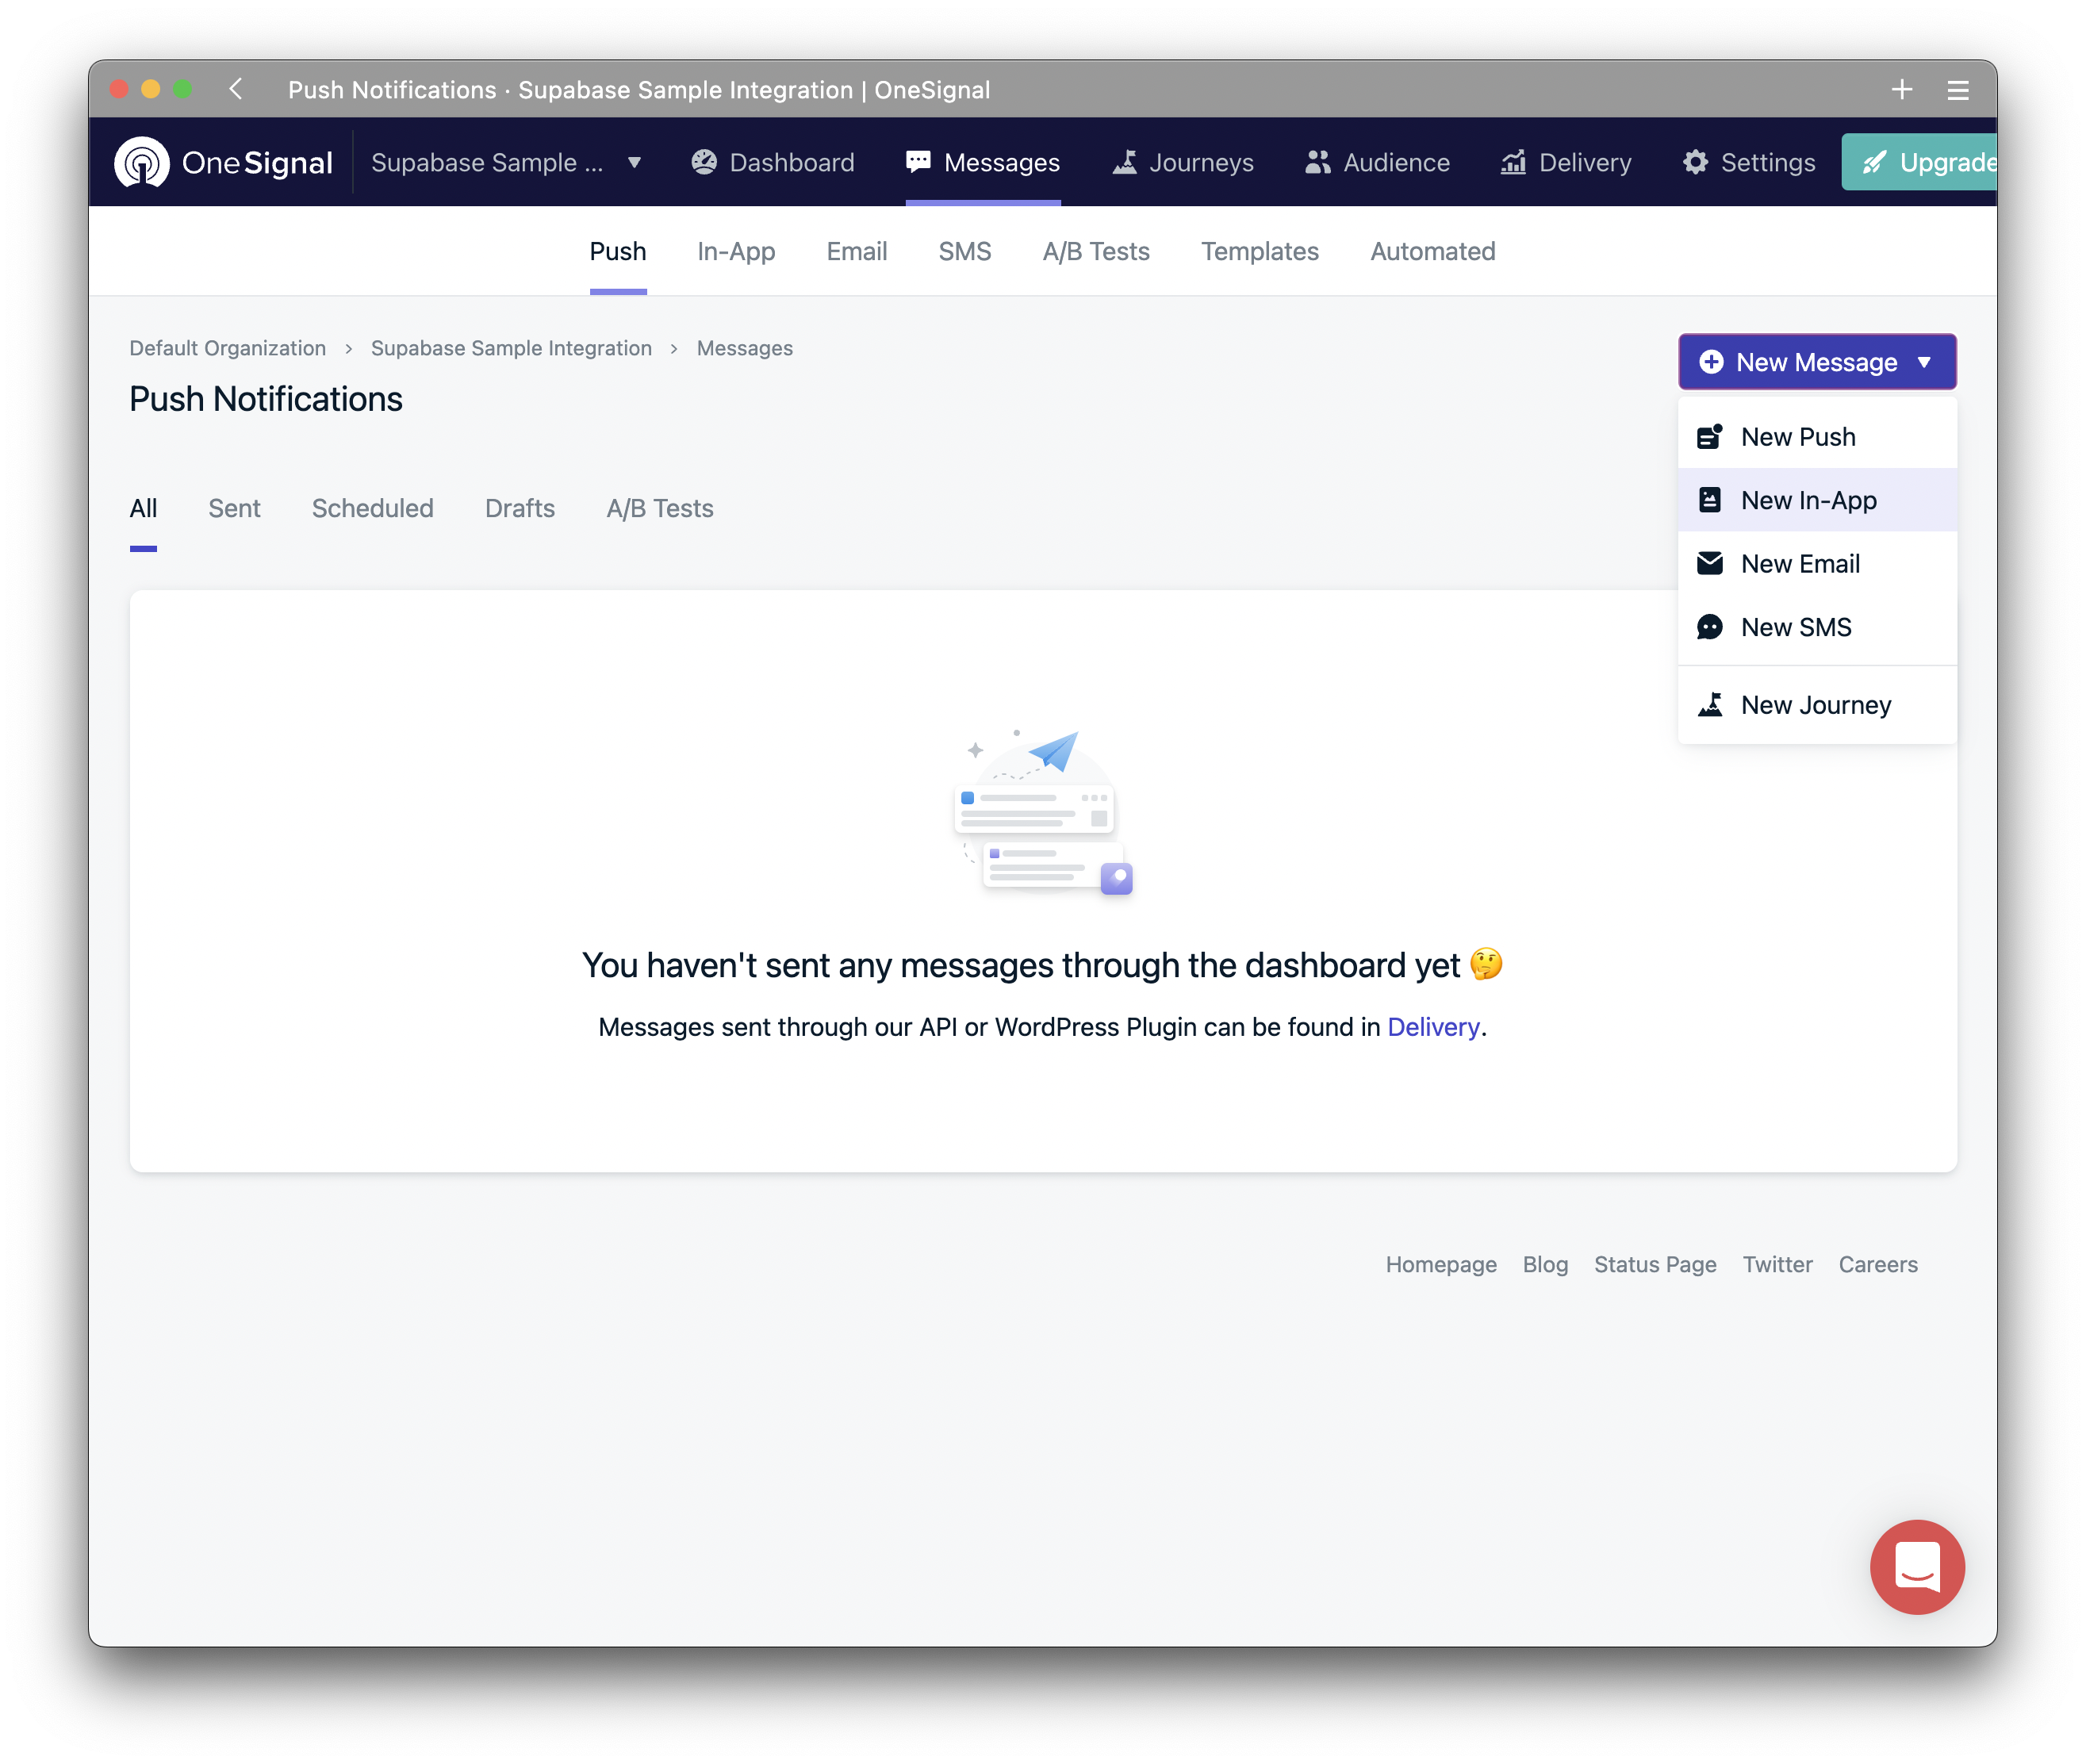 Push Notifications · Supabase Sample Integration | OneSignal
OneSignal Supabase Sample ... Dashboard Messages Journeys Audience Delivery Settings Upgrade
Push In-App Email SMS A/B Tests Templates Automated
Default Organization > Supabase Sample Integration > Messages
New Message
Push Notifications
New Push
New In-App
New Email
New SMS
New Journey
All Sent Scheduled Drafts A/B Tests
You haven't sent any messages through the dashboard yet 🤔
Messages sent through our API or WordPress Plugin can be found in Delivery.
Homepage Blog Status Page Twitter Careers